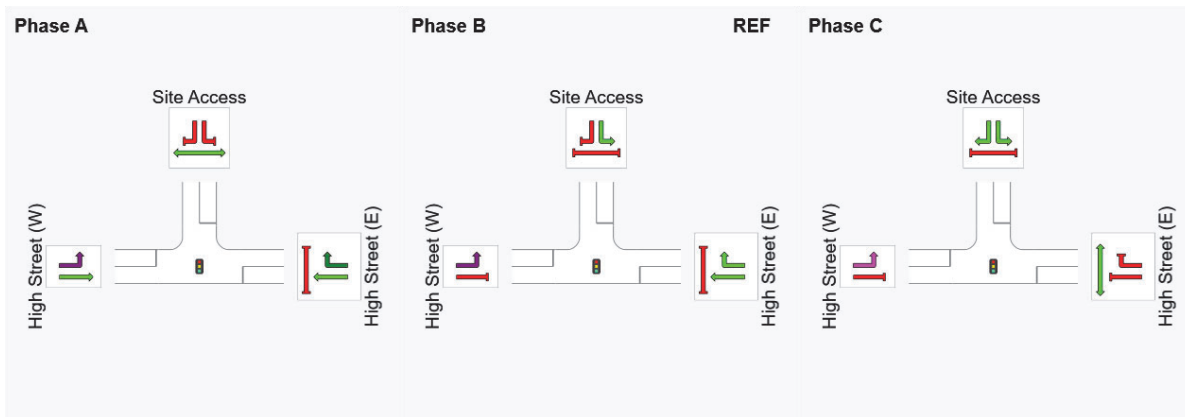 Phase A
Site Access
High Street (W)
High Street (E)
Phase B
REF
Site Access
High Street (W)
High Street (E)
Phase C
Site Access
High Street (W)
High Street (E)